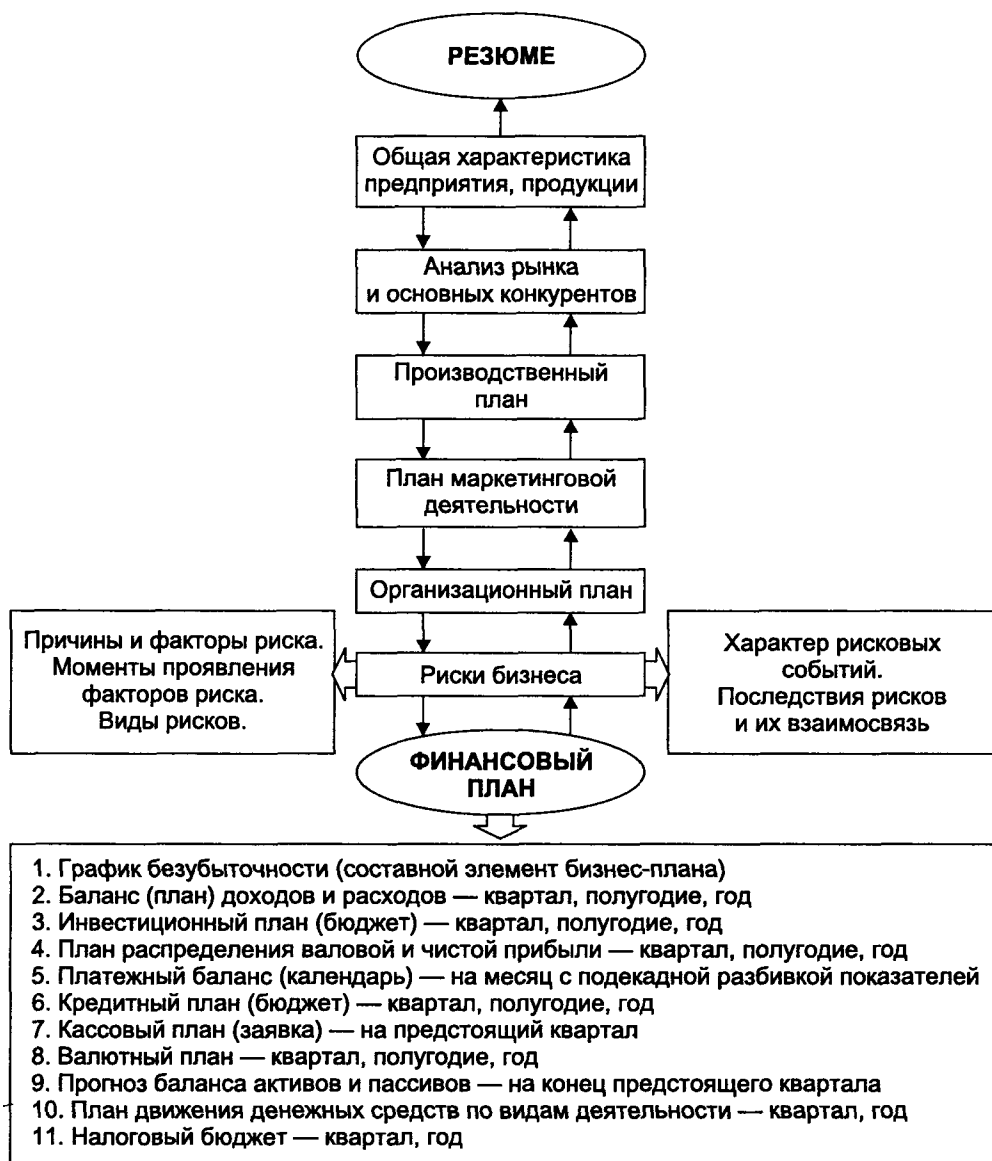 РЕЗЮМЕ
Общая характеристика
предприятия, продукции
Анализ рынка
и основных конкурентов
Производственный
план
План маркетинговой
деятельности
Организационный план
Причины и факторы риска.
Моменты проявления
факторов риска.
Виды рисков.
Риски бизнеса
Характер рисковых
событий.
Последствия рисков
и их взаимосвязь
ФИНАНСОВЫЙ
ПЛАН
1. График безубыточности (составной элемент бизнес-плана)
2. Баланс (план) доходов и расходов — квартал, полугодие, год
3. Инвестиционный план (бюджет) — квартал, полугодие, год
4. План распределения валовой и чистой прибыли — квартал, полугодие, год
5. Платежный баланс (календарь) — на месяц с подекадной разбивкой показателей
6. Кредитный план (бюджет) — квартал, полугодие, год
7. Кассовый план (заявка) — на предстоящий квартал
8. Валютный план — квартал, полугодие, год
9. Прогноз баланса активов и пассивов — на конец предстоящего квартала
10. План движения денежных средств по видам деятельности — квартал, год
11. Налоговый бюджет — квартал, год